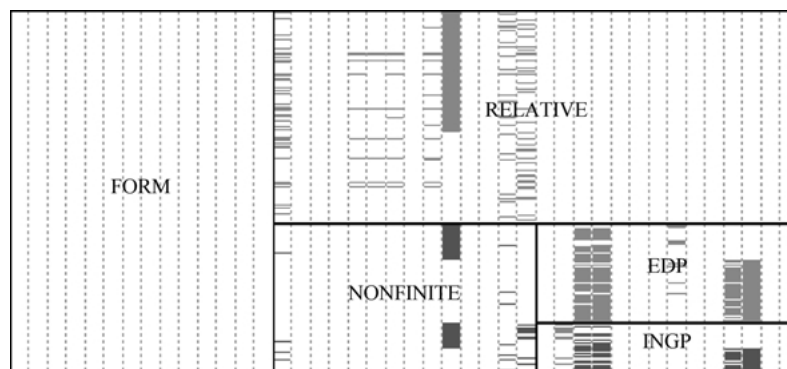 RELATIVE
FORM
EDP
NONFINITE
INGP